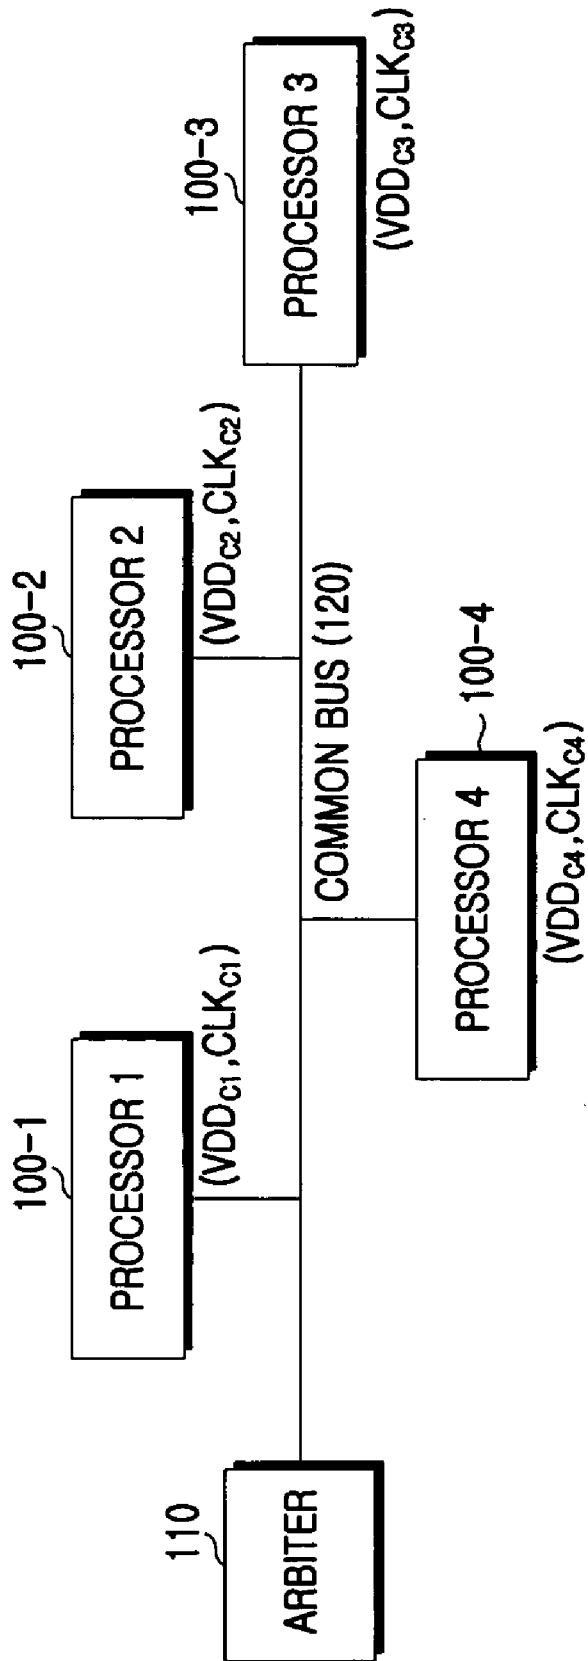 110
ARBITER
100-1
PROCESSOR 1
(VDDC1,CLKC1)
100-2
PROCESSOR 2
(VDDC2,CLKC2)
100-3
PROCESSOR 3
(VDDC3,CLKC3)
COMMON BUS (120)
100-4
PROCESSOR 4
(VDDC4,CLKC4)